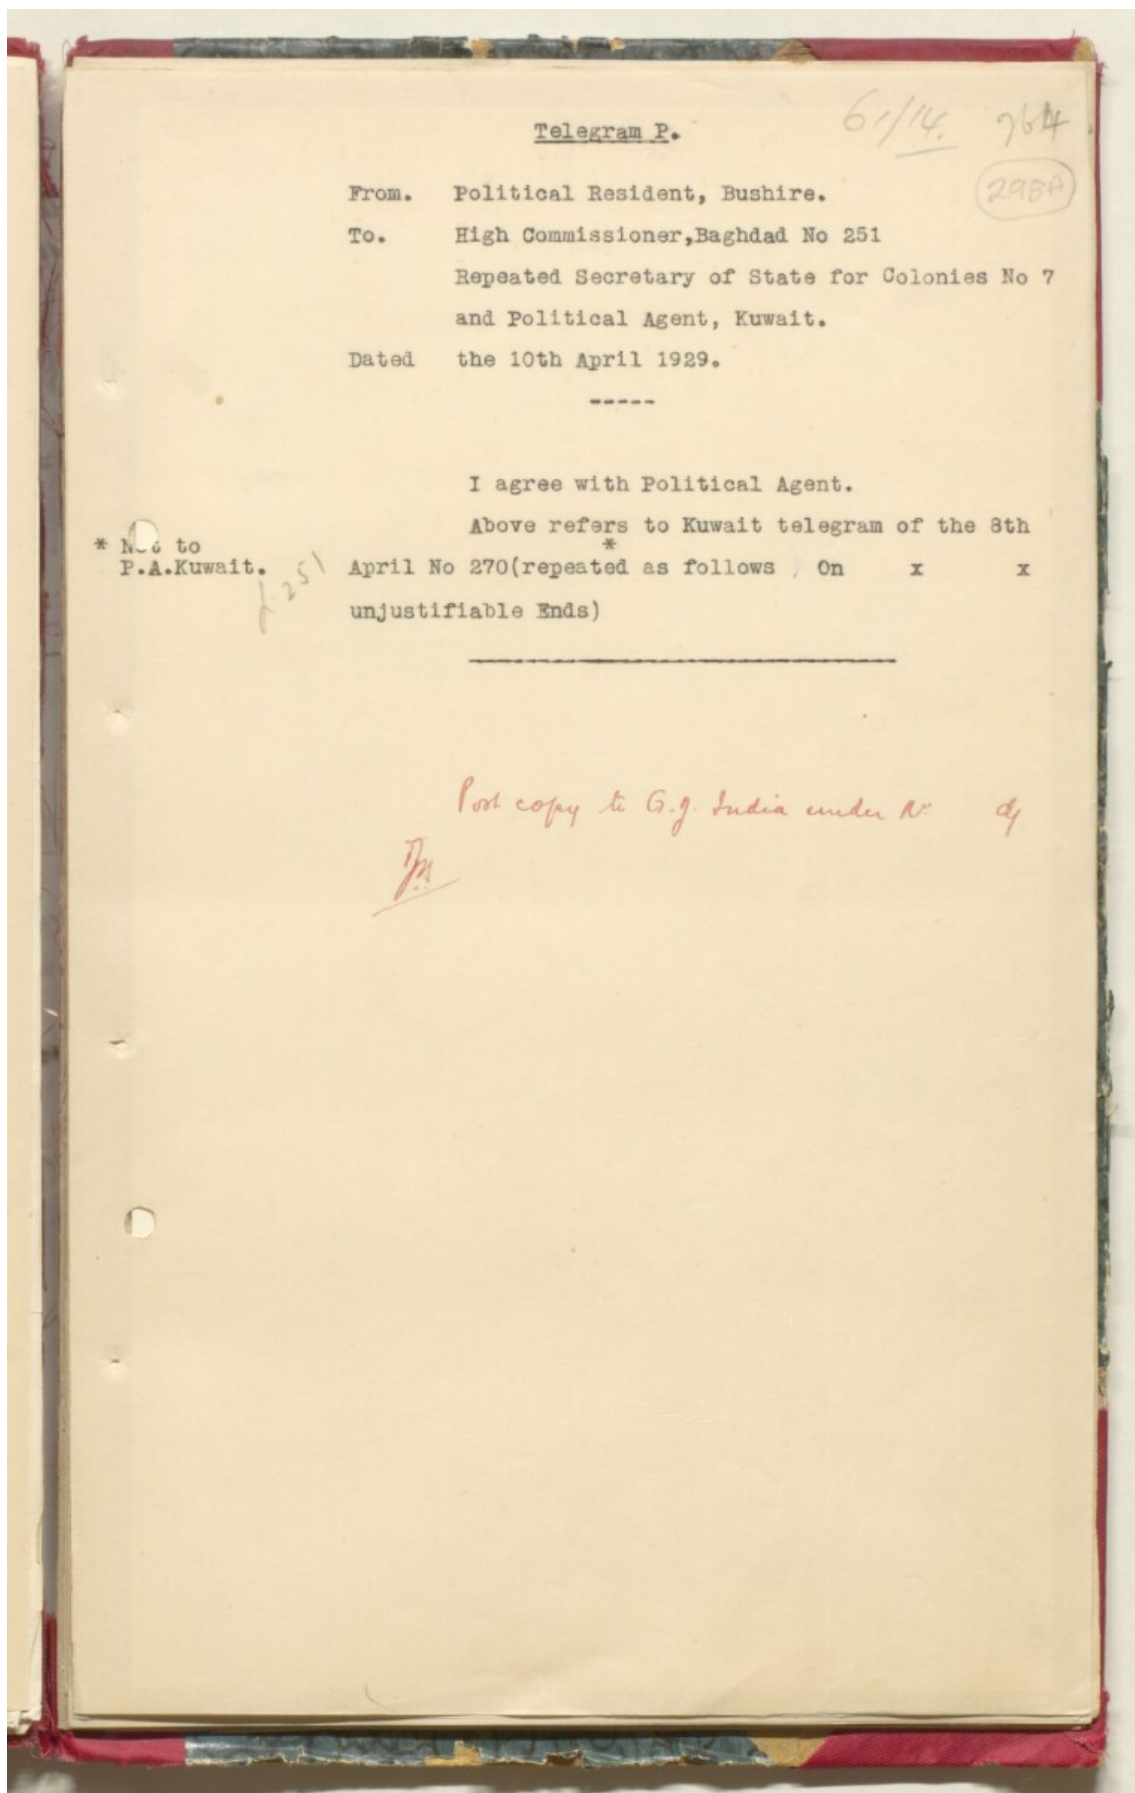 61/14.
298A
Telegram P.
From. Political Resident, Bushire.
To. High Commissioner,Baghdad No 251
Repeated Secretary of State for Colonies No 7
and Political Agent, Kuwait.
Dated the 10th April 1929.
-----
I agree with Political Agent.
Above refers to Kuwait telegram of the 8th
*
* Not to
P.A.Kuwait.
April No 270(repeated as follows On x x
unjustifiable Ends)
251
Post copy to G.of. India under No. of